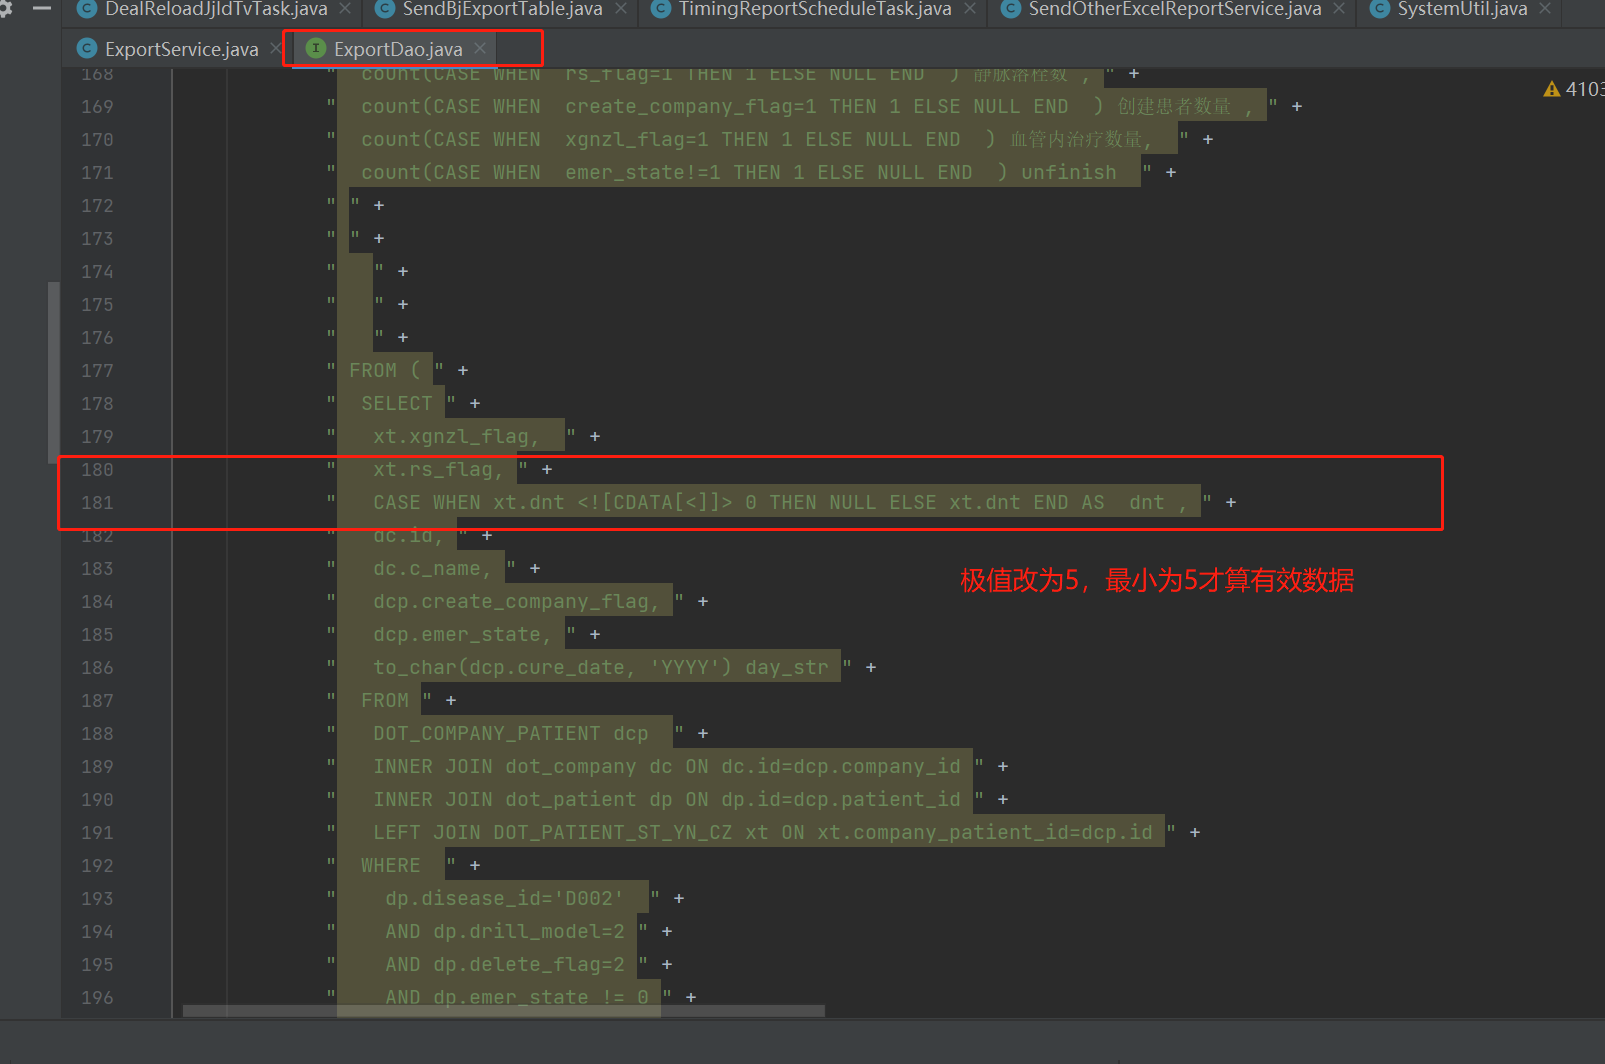 DealReloadJjldTvTask.java SendBjExportTable.java TimingReportScheduleTask.java SendOtherExcelReportService.java SystemUtil.java
ExportService.java ExportDao.java
4103
168 " count(CASE WHEN  rs_flag=1 THEN 1 ELSE NULL END  ) 静脉溶栓数 , " +
169 " count(CASE WHEN  create_company_flag=1 THEN 1 ELSE NULL END  ) 创建患者数量 , " +
170 " count(CASE WHEN  xgnzl_flag=1 THEN 1 ELSE NULL END  ) 血管内治疗数量,  " +
171 " count(CASE WHEN  emer_state!=1 THEN 1 ELSE NULL END  ) unfinish  " +
172 " " +
173 " " +
174 "   " +
175 "   " +
176 "   " +
177 " FROM ( " +
178 "  SELECT " +
179 "   xt.xgnzl_flag,  " +
180 "   xt.rs_flag, " +
181 "   CASE WHEN xt.dnt <![CDATA[<]]> 0 THEN NULL ELSE xt.dnt END AS  dnt , " +
182 "   dc.id, " +
183 "   dc.c_name, " +
极值改为5，最小为5才算有效数据
184 "   dcp.create_company_flag, " +
185 "   dcp.emer_state, " +
186 "   to_char(dcp.cure_date, 'YYYY') day_str " +
187 "  FROM " +
188 "   DOT_COMPANY_PATIENT dcp  " +
189 "   INNER JOIN dot_company dc ON dc.id=dcp.company_id " +
190 "   INNER JOIN dot_patient dp ON dp.id=dcp.patient_id " +
191 "   LEFT JOIN DOT_PATIENT_ST_YN_CZ xt ON xt.company_patient_id=dcp.id " +
192 "  WHERE  " +
193 "    dp.disease_id='D002'  " +
194 "    AND dp.drill_model=2 " +
195 "    AND dp.delete_flag=2 " +
196 "    AND dp.emer_state != 0 " +